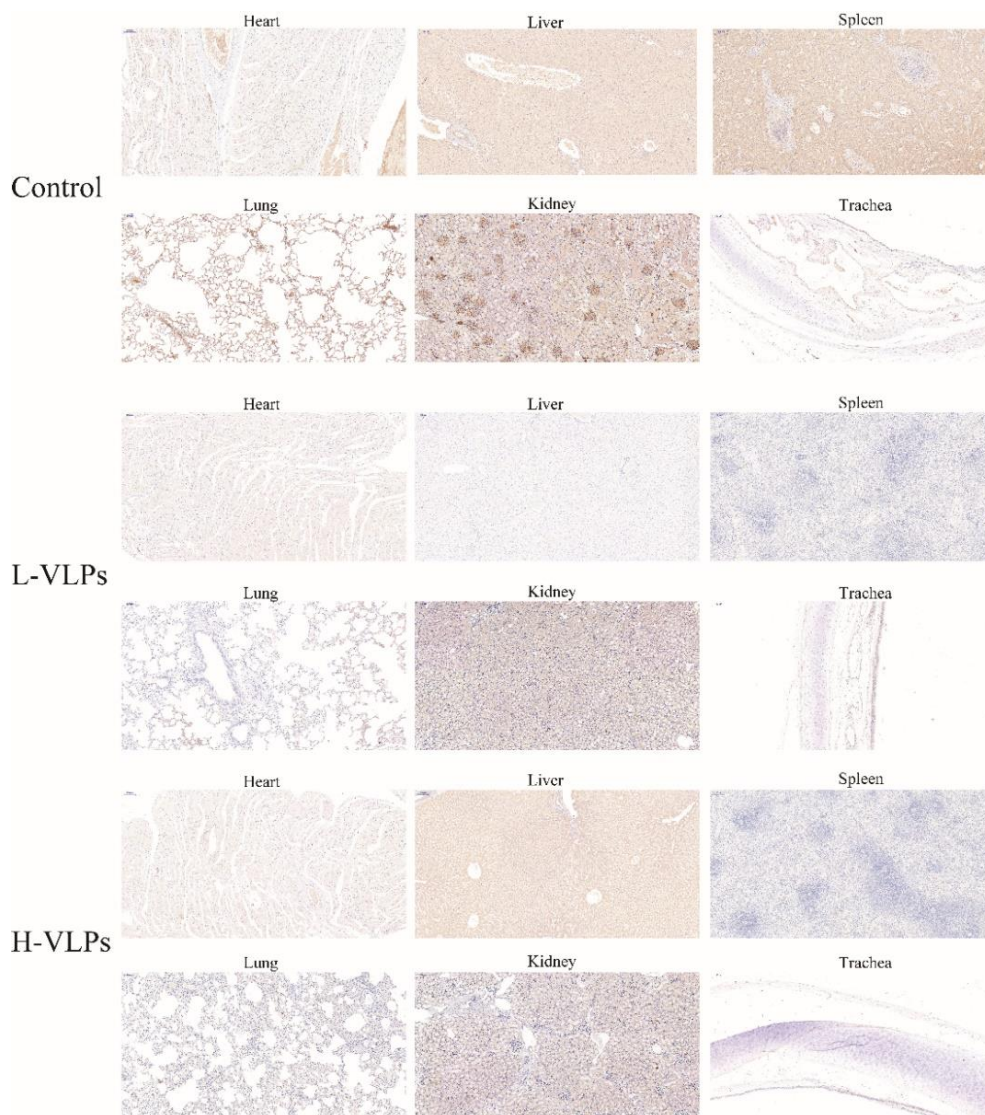 Heart Liver Spleen
Control
Lung Kidney Trachea
Heart Liver Spleen
L-VLPs
Lung Kidney Trachea
Heart Liver Spleen
H-VLPs
Lung Kidney Trachea